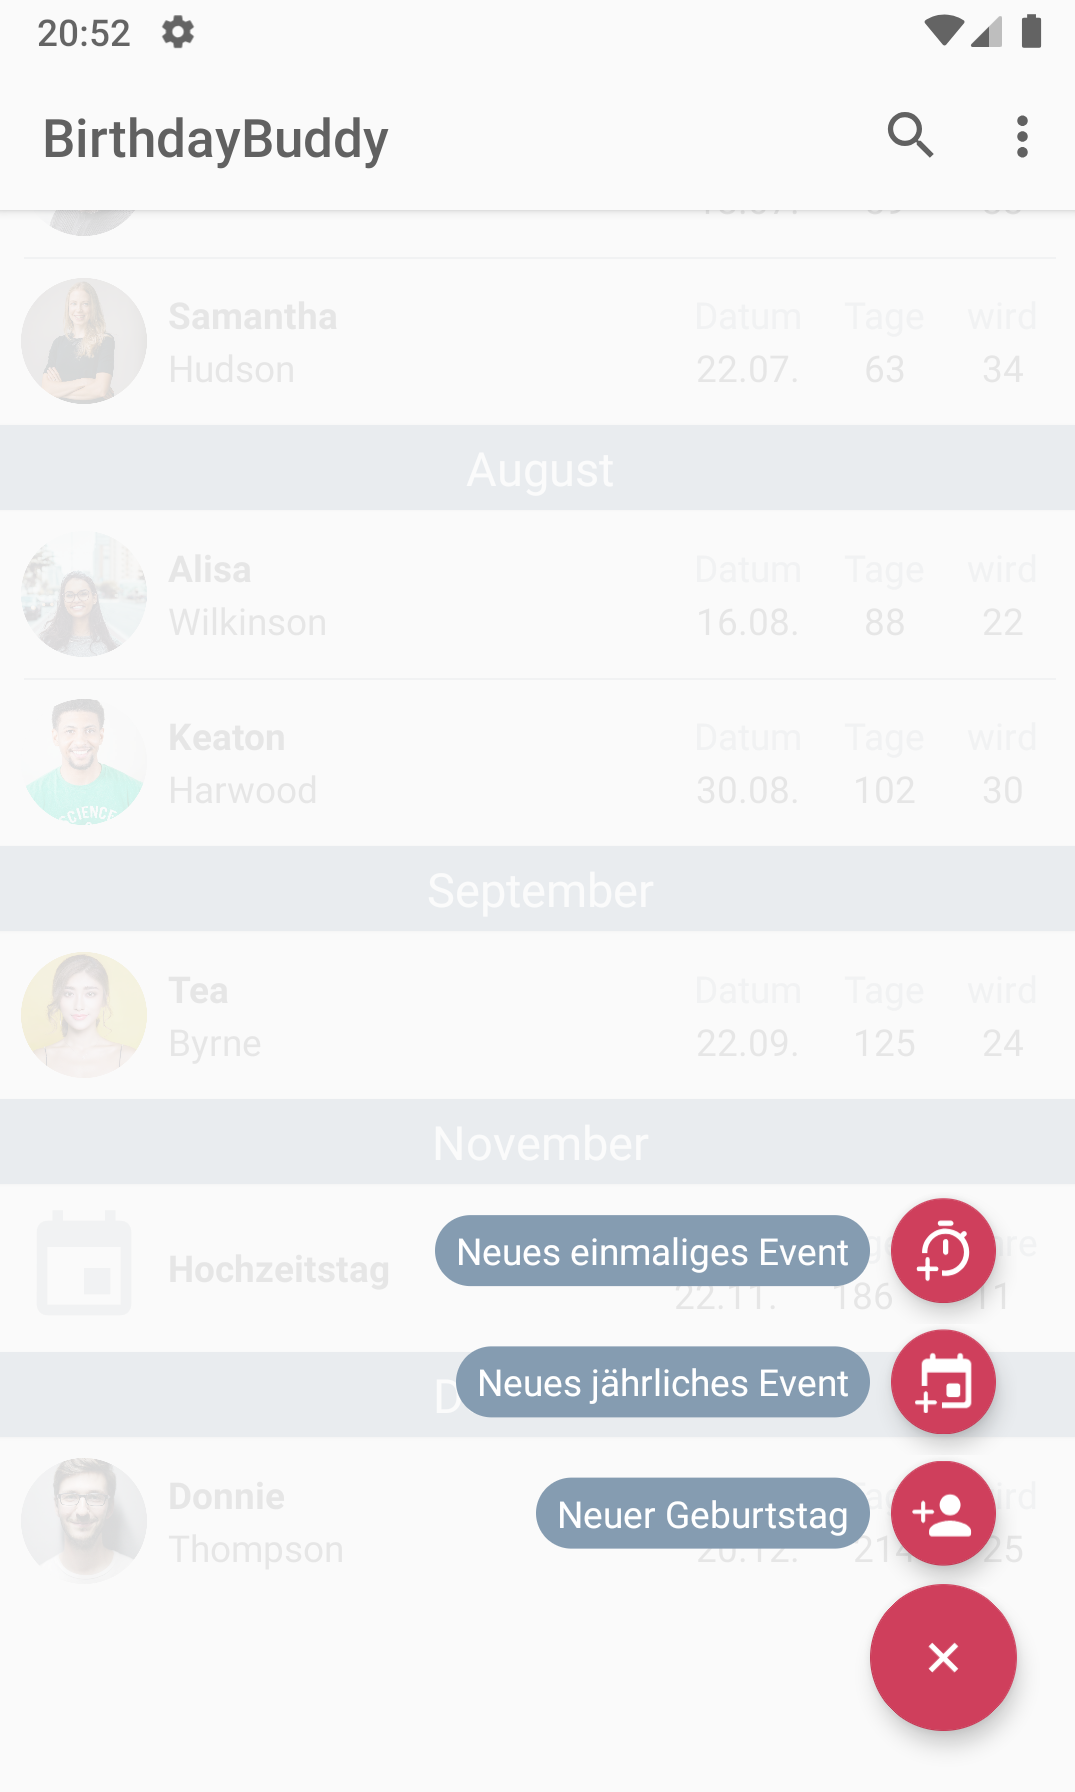 20:52
BirthdayBuddy
Samantha Datum Tage wird
Hudson 22.07. 63 34
August
Alisa Datum Tage wird
Wilkinson 16.08. 88 22
Keaton Datum Tage wird
Harwood 30.08. 102 30
SCIENCE
September
Tea Datum Tage wird
Byrne 22.09. 125 24
November
Neues einmaliges Event
Hochzeitstag
22.11. 186 11
Neues jährliches Event
Donnie
Neuer Geburtstag
Thompson 20.12. 214 25